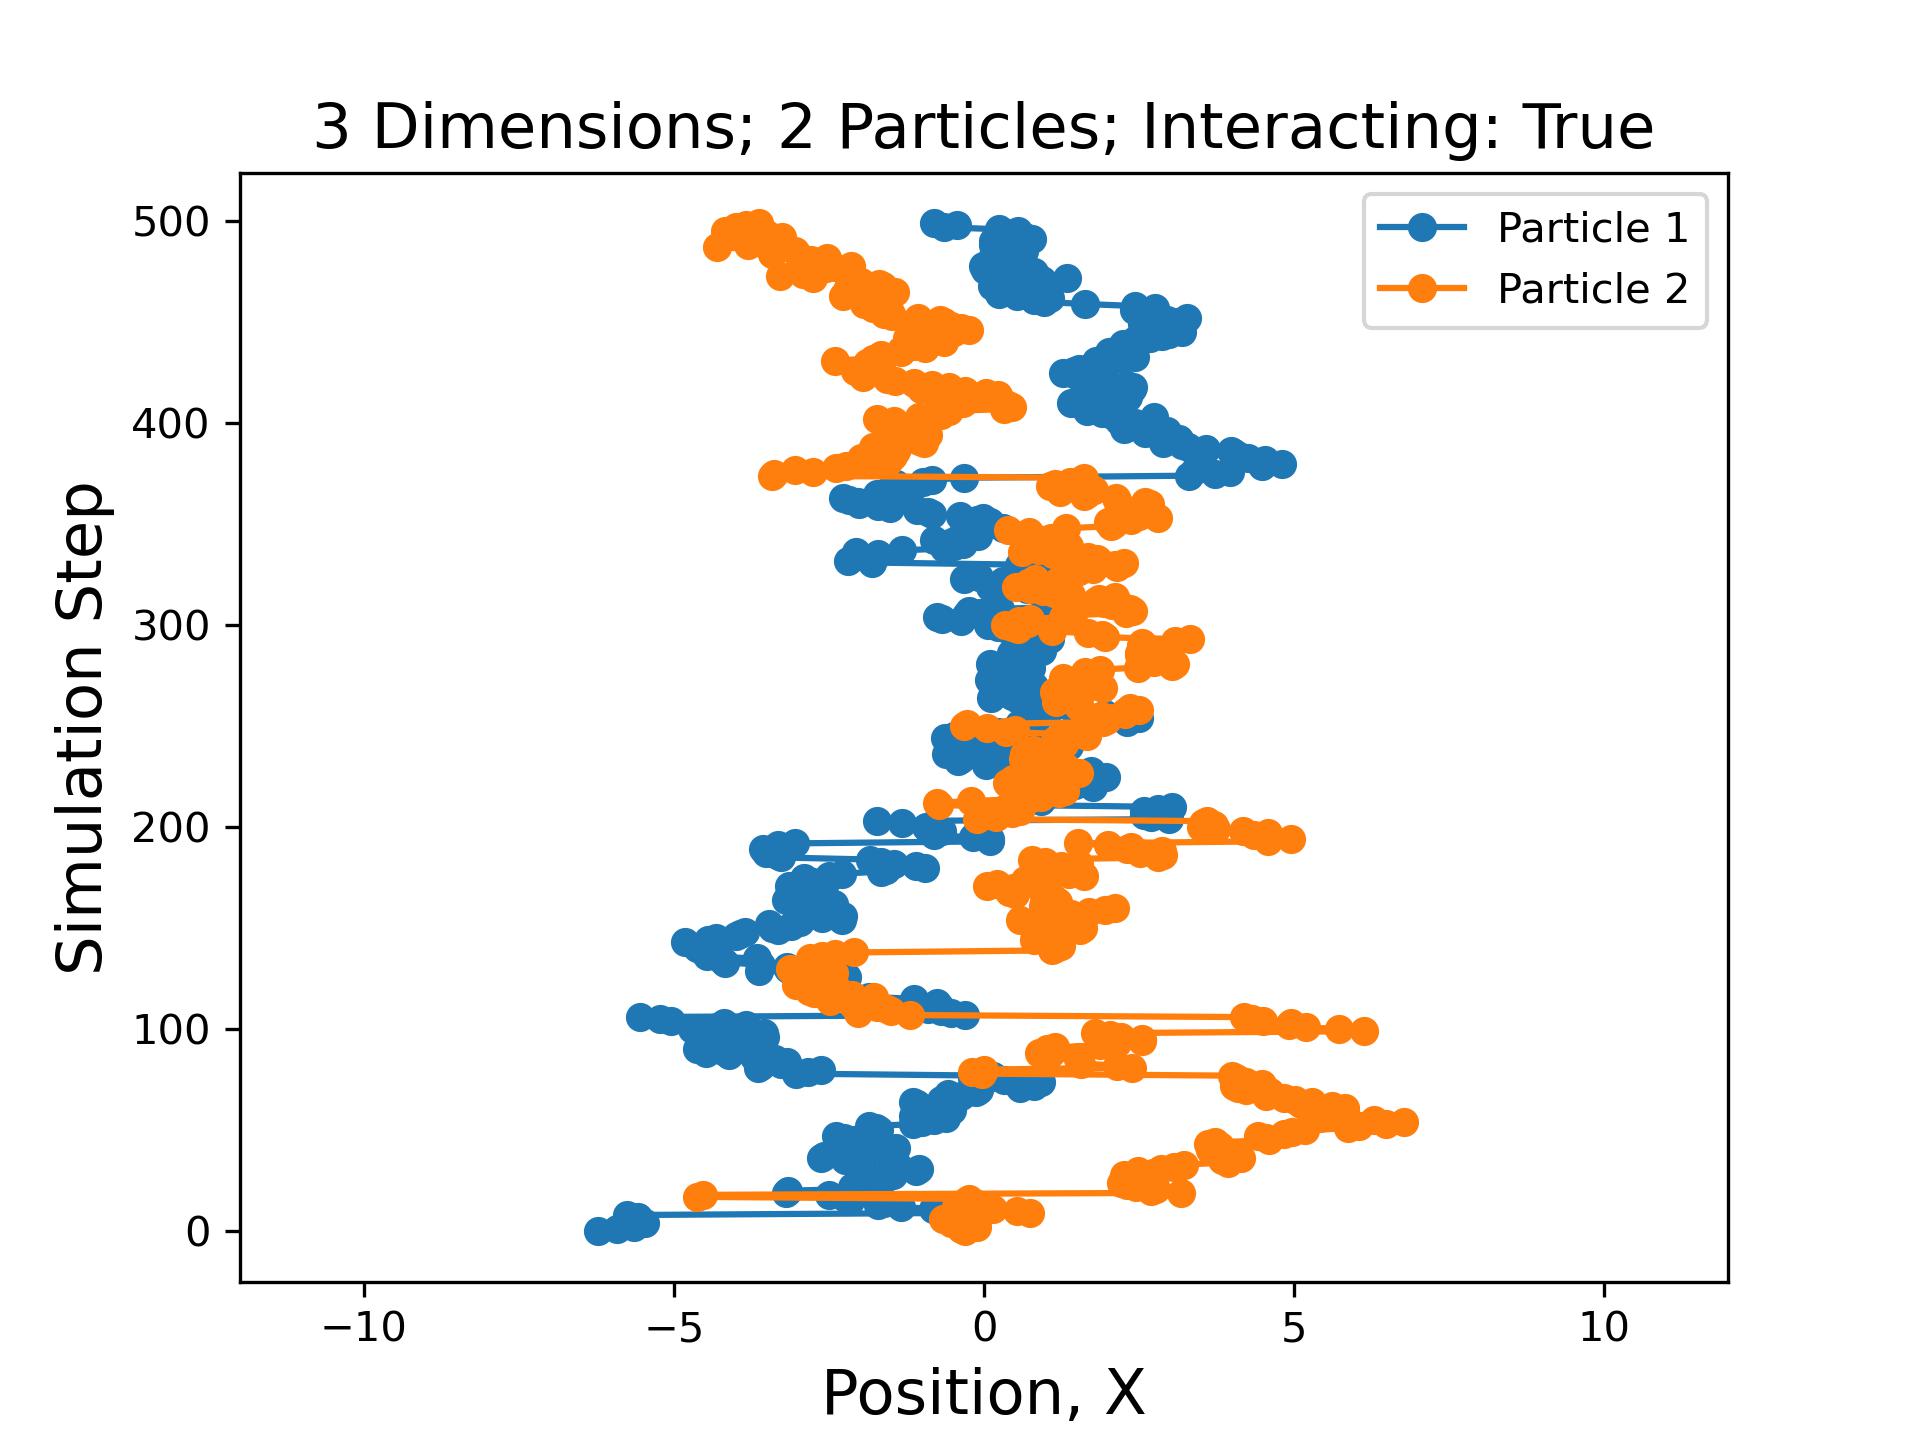 3 Dimensions; 2 Particles; Interacting: True
Particle 1
Particle 2
500
400
300
200
100
0
Simulation Step
−10
−5
0
5
10
Position, X